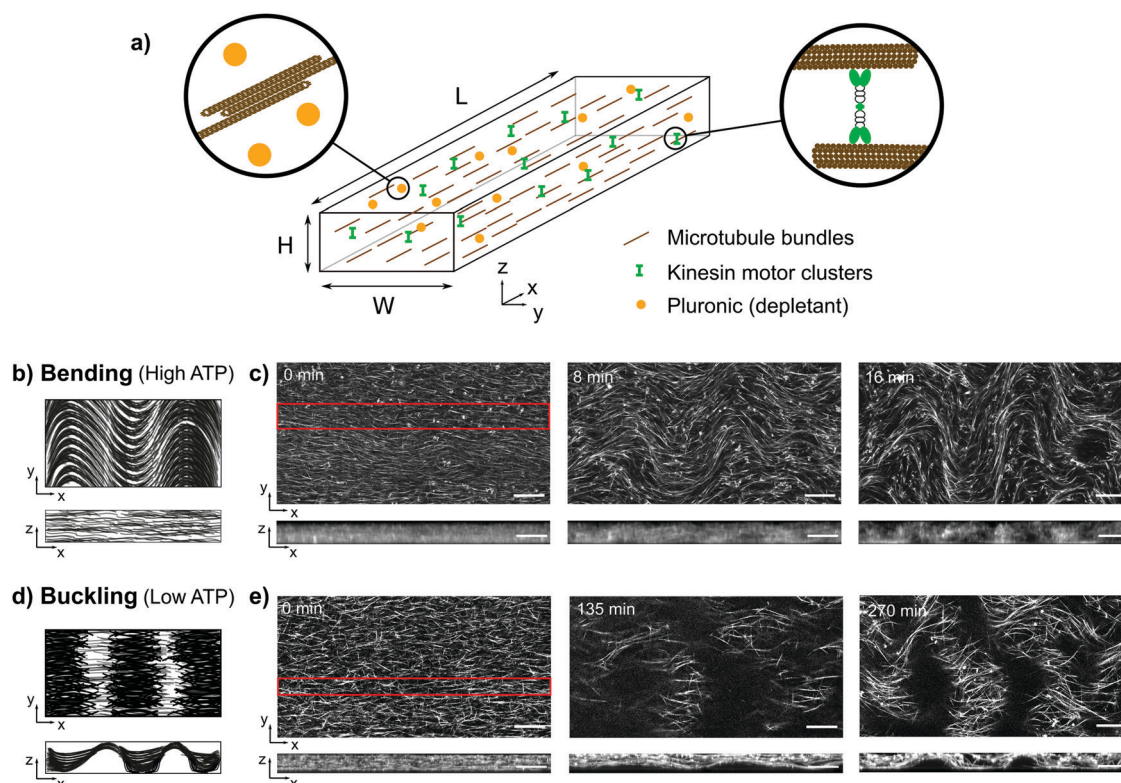 a)
L
H
W
z
x
y
Microtubule bundles
Kinesin motor clusters
Pluronic (depletant)
b) Bending (High ATP)
c)
0 min
8 min
16 min
y
x
z
x
y
x
z
x
d) Buckling (Low ATP)
e)
0 min
135 min
270 min
y
x
z
x
y
x
z
x